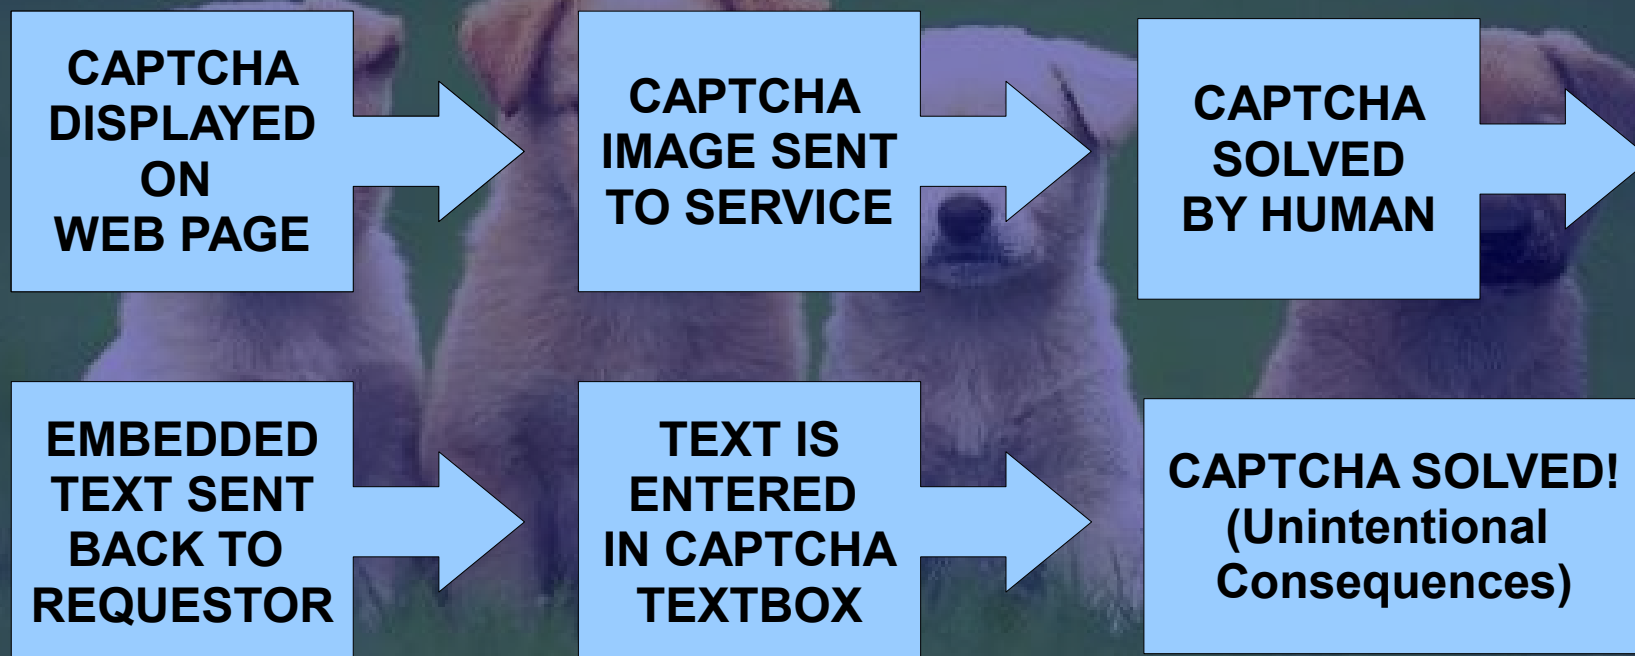 CAPTCHA
DISPLAYED
ON
WEB PAGE
CAPTCHA
IMAGE SENT
TO SERVICE
CAPTCHA
SOLVED
BY HUMAN
EMBEDDED
TEXT SENT
BACK TO
REQUESTOR
TEXT IS
ENTERED
IN CAPTCHA
TEXTBOX
CAPTCHA SOLVED!
(Unintentional
Consequences)